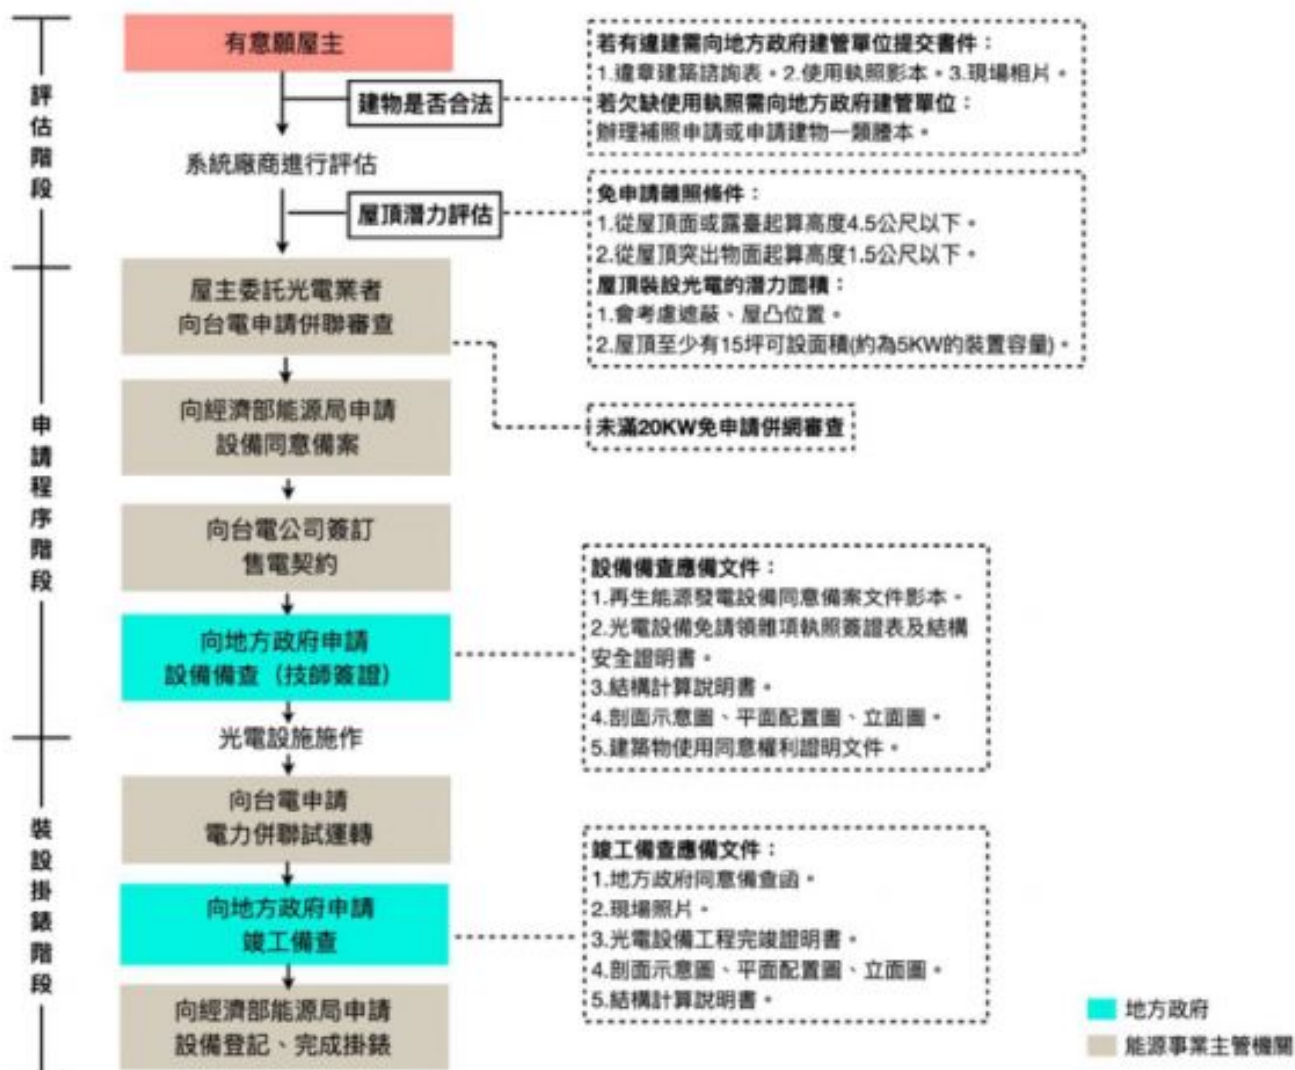 評估階段
有意願屋主
建物是否合法
若有違建需向地方政府建管單位提交書件：
1.違章建築諮詢表。2.使用執照影本。3.現場相片。
若欠缺使用執照需向地方政府建管單位：
辦理補照申請或申請建物一類謄本。
系統廠商進行評估
屋頂潛力評估
免申請雜照條件：
1.從屋頂面或露臺起算高度4.5公尺以下。
2.從屋頂突出物面起算高度1.5公尺以下。
屋頂裝設光電的潛力面積：
1.會考慮遮蔽、屋凸位置。
2.屋頂至少有15坪可設面積(約為5KW的裝置容量)。
申請程序階段
屋主委託光電業者
向台電申請併聯審查
未滿20KW免申請併網審查
向經濟部能源局申請
設備同意備案
向台電公司簽訂
售電契約
向地方政府申請
設備備查（技師簽證）
設備備查應備文件：
1.再生能源發電設備同意備案文件影本。
2.光電設備免請領雜項執照簽證表及結構
安全證明書。
3.結構計算說明書。
4.剖面示意圖、平面配置圖、立面圖。
5.建築物使用同意權利證明文件。
光電設施施作
裝設掛錶階段
向台電申請
電力併聯試運轉
向地方政府申請
竣工備查
竣工備查應備文件：
1.地方政府同意備查函。
2.現場照片。
3.光電設備工程完竣證明書。
4.剖面示意圖、平面配置圖、立面圖。
5.結構計算說明書。
向經濟部能源局申請
設備登記、完成掛錶
地方政府
能源事業主管機關